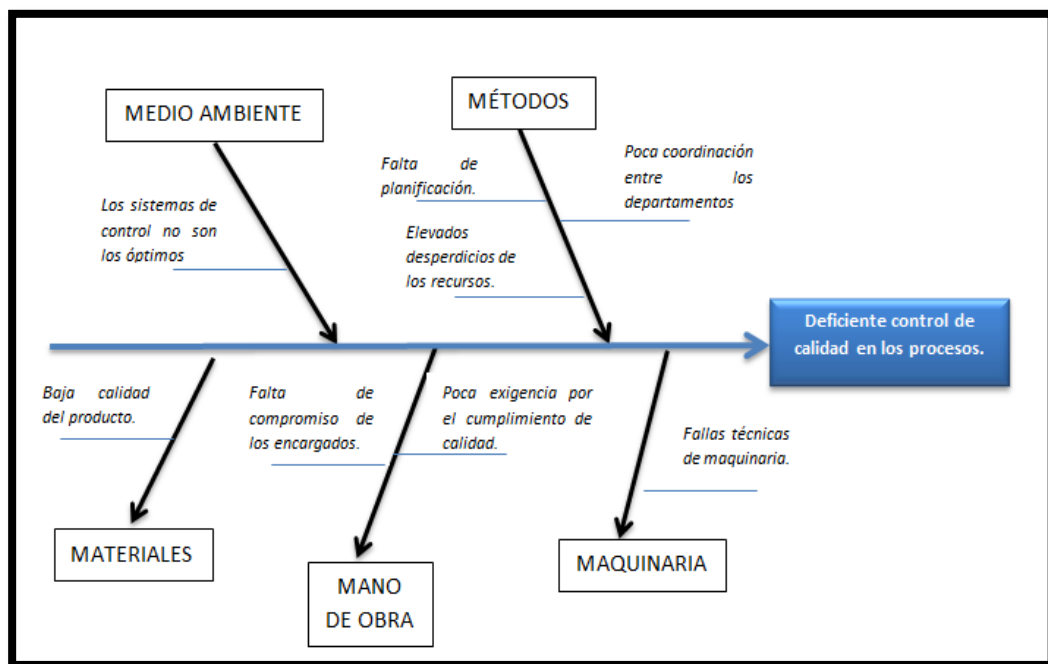 MEDIO AMBIENTE
MÉTODOS
Los sistemas de
control no son
los óptimos
Falta de
planificación.
Elevados
desperdicios de
los recursos.
Poca coordinación
entre los
departamentos
Deficiente control de
calidad en los procesos.
Baja calidad
del producto.
Falta de
compromiso de
los encargados.
Poca exigencia por
el cumplimiento de
calidad.
Fallas técnicas
de maquinaria.
MATERIALES
MANO
DE OBRA
MAQUINARIA